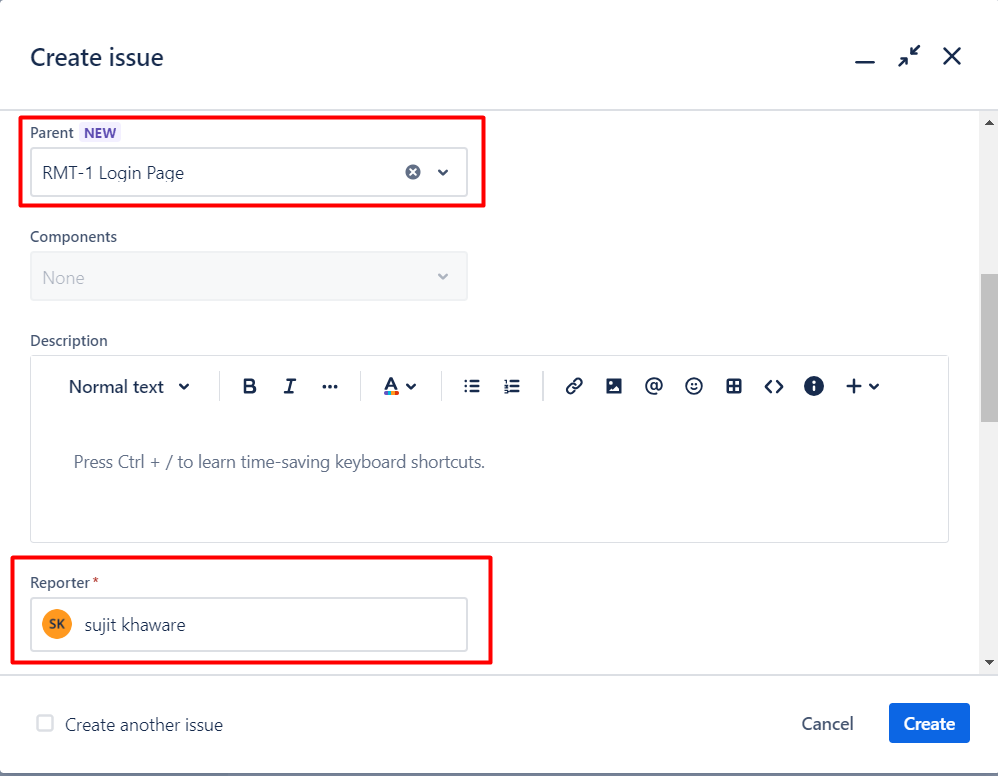 Create issue
Parent NEW
RMT-1 Login Page
Components
None
Description
Normal text
Press Ctrl + / to learn time-saving keyboard shortcuts.
Reporter*
SK sujit khaware
Create another issue
Cancel Create